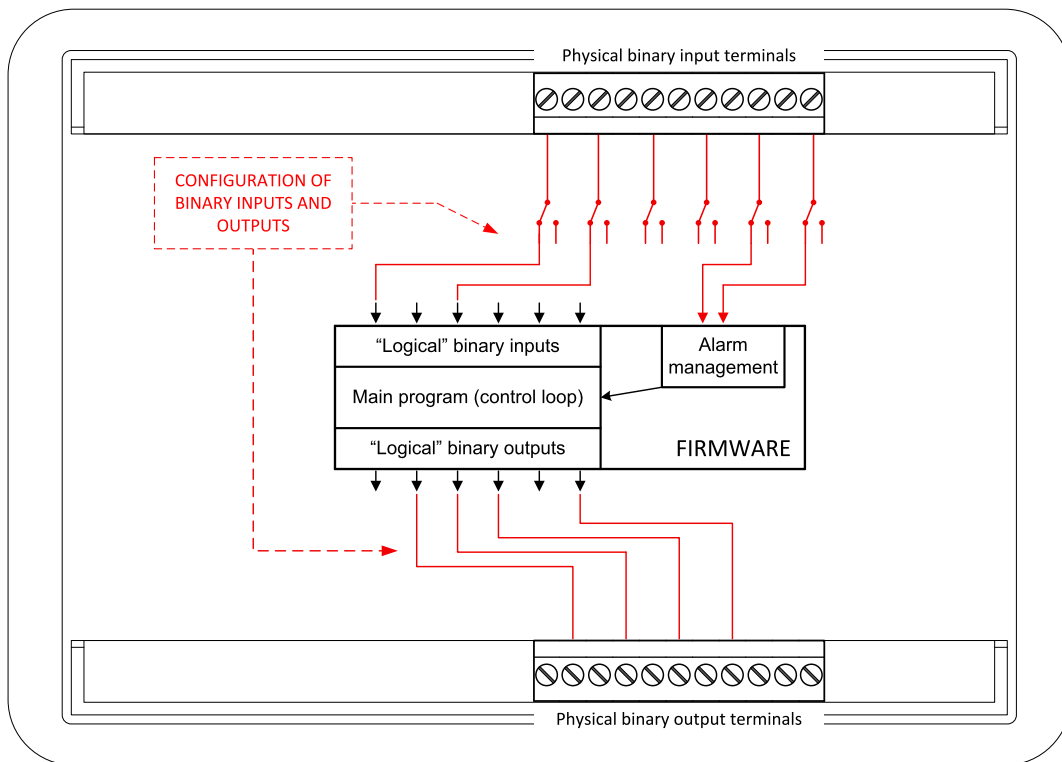 Physical binary input terminals
CONFIGURATION OF
BINARY INPUTS AND
OUTPUTS
“Logical” binary inputs
Alarm
management
Main program (control loop)
“Logical” binary outputs
FIRMWARE
Physical binary output terminals